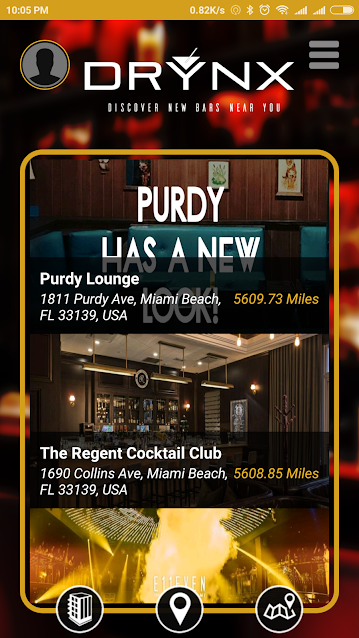 10:05 PM
0.82K/s
DRYNX
DISCOVER NEW BARS NEAR YOU
PURDY
HAS A NEW
LOOK!
Purdy Lounge
1811 Purdy Ave, Miami Beach, 5609.73 Miles
FL 33139, USA
The Regent Cocktail Club
1690 Collins Ave, Miami Beach, 5608.85 Miles
FL 33139, USA
E11EVEN